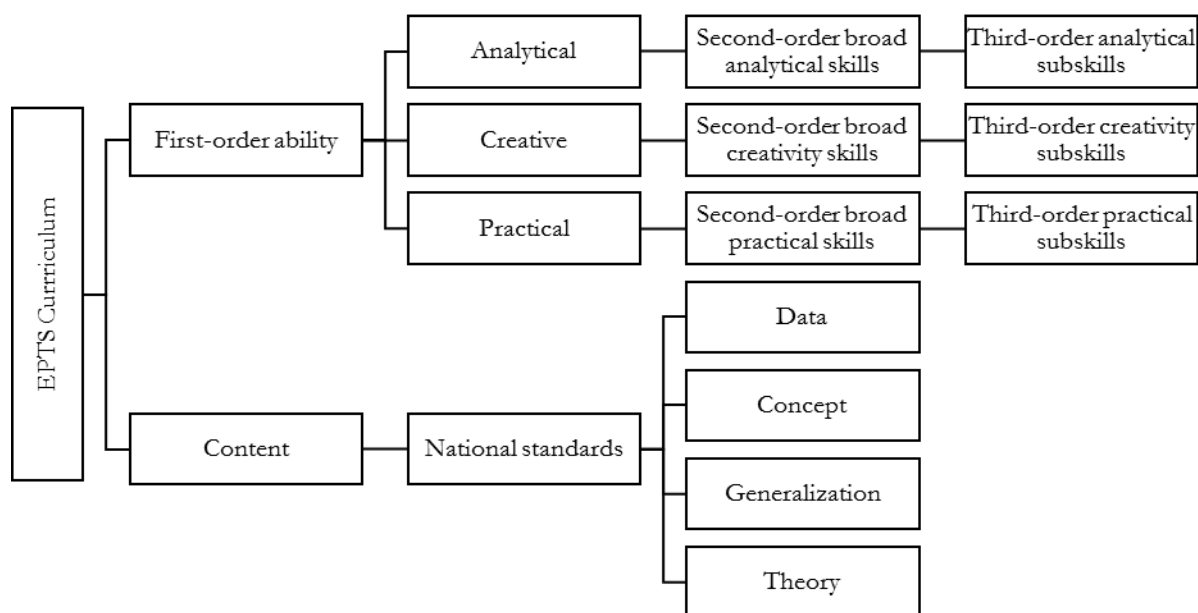 EPTS Currriculum
First-order ability
Analytical
Second-order broad
analytical skills
Third-order analytical
subskills
Creative
Second-order broad
creativity skills
Third-order creativity
subskills
Practical
Second-order broad
practical skills
Third-order practical
subskills
Content
National standards
Data
Concept
Generalization
Theory